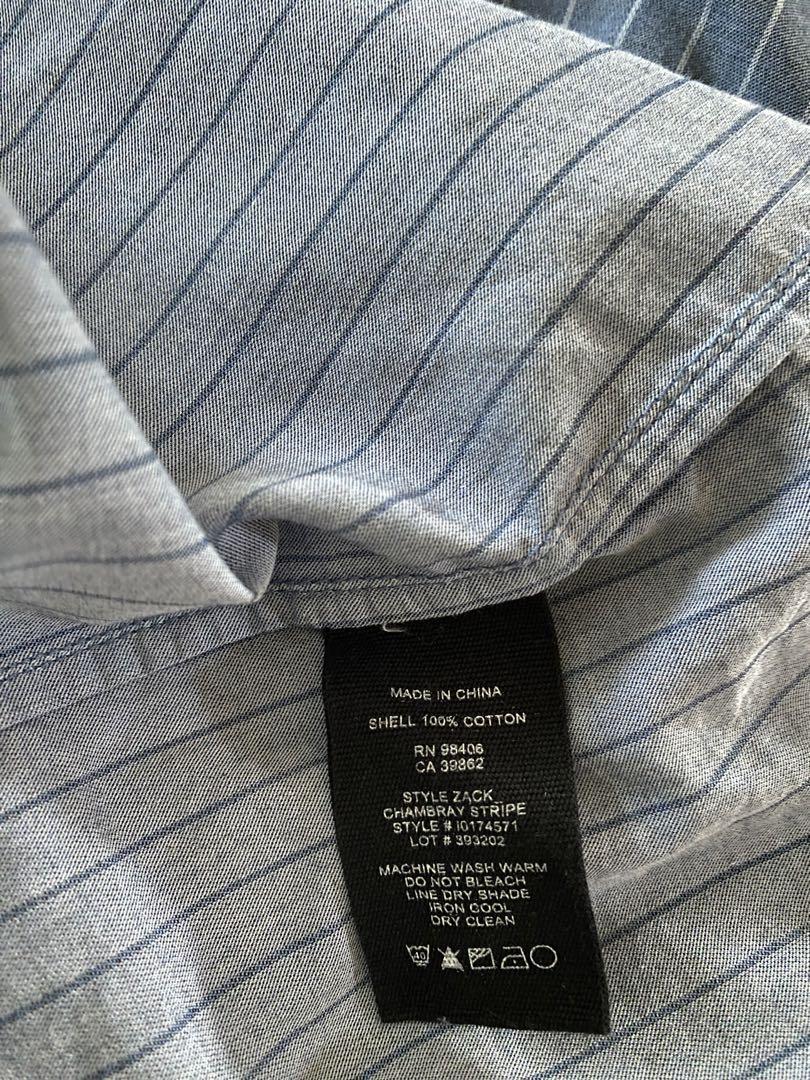 MADE IN CHINA
SHELL 100% COTTON
RN 98406
CA 39862
STYLE ZACK
CHAMBRAY STRIPE
STYLE # I0174571
LOT # 393202
MACHINE WASH WARM
DO NOT BLEACH
LINE DRY SHADE
IRON COOL
DRY CLEAN
40